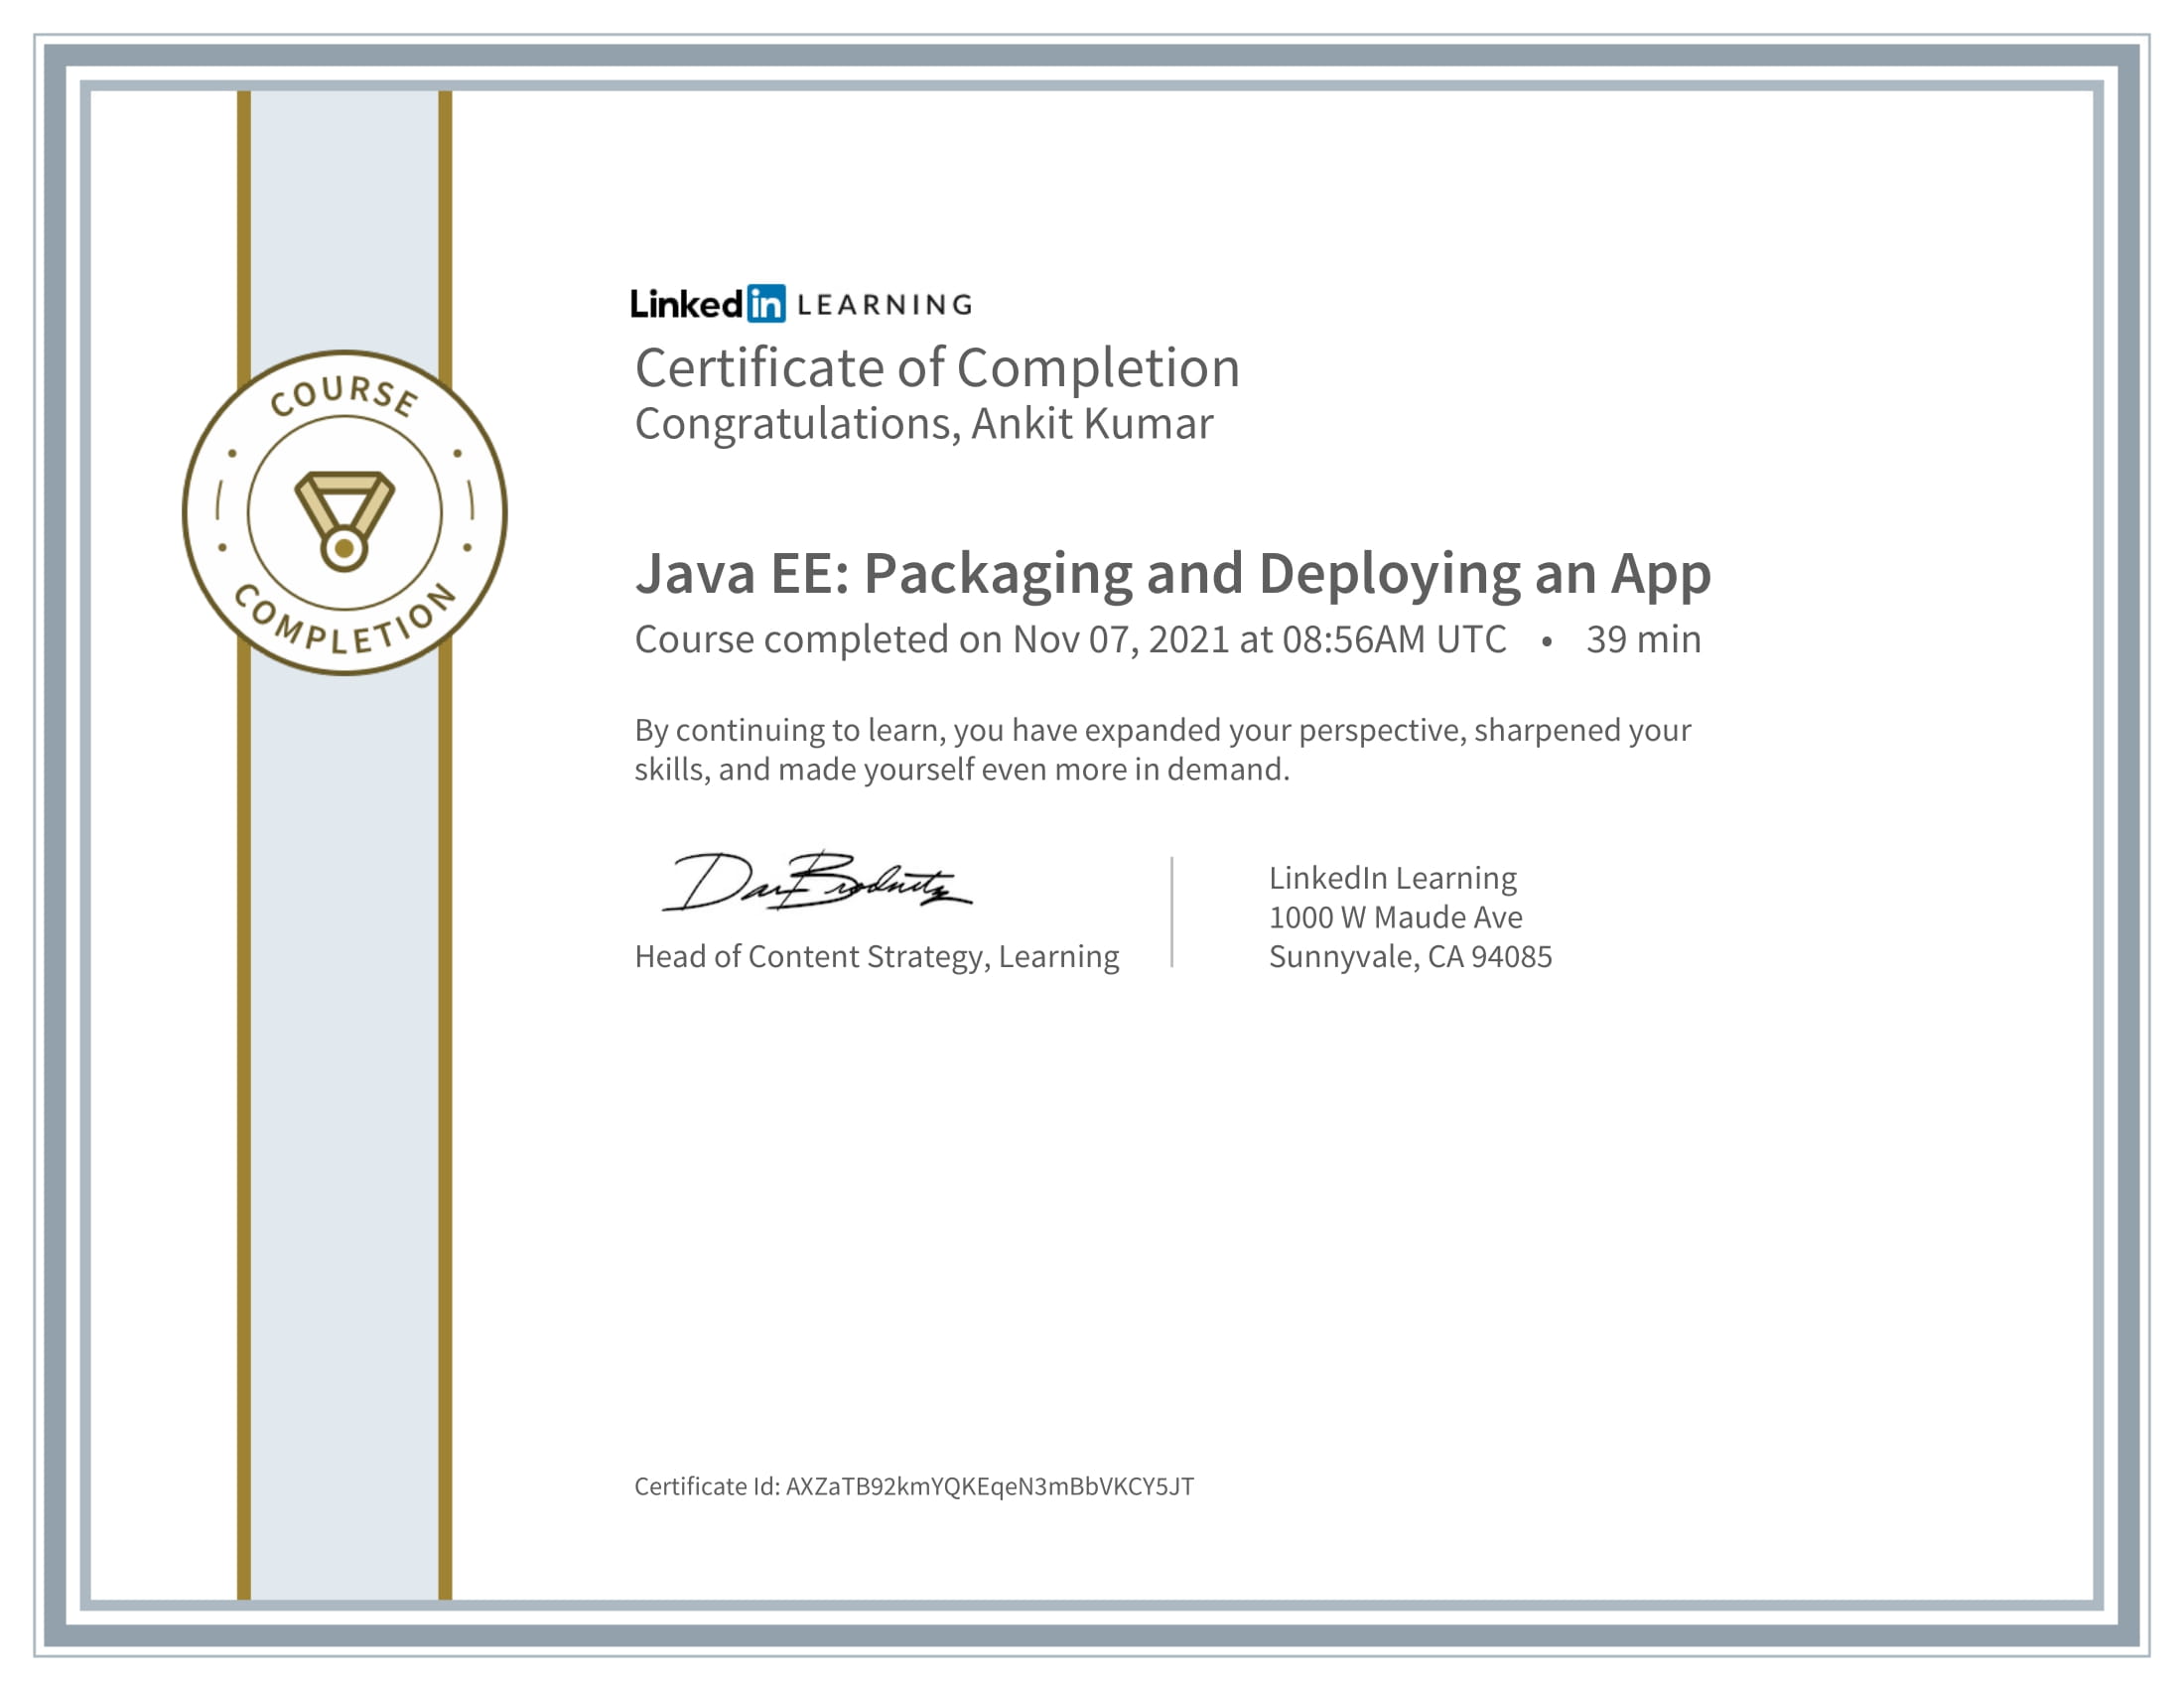 COURSE
COMPLETION
Linked in LEARNING
Certificate of Completion
Congratulations, Ankit Kumar
Java EE: Packaging and Deploying an App
Course completed on Nov 07, 2021 at 08:56AM UTC • 39 min
By continuing to learn, you have expanded your perspective, sharpened your
skills, and made yourself even more in demand.
Head of Content Strategy, Learning
LinkedIn Learning
1000 W Maude Ave
Sunnyvale, CA 94085
Certificate Id: AXZaTB92kmYQKEqeN3mBbVKCY5JT